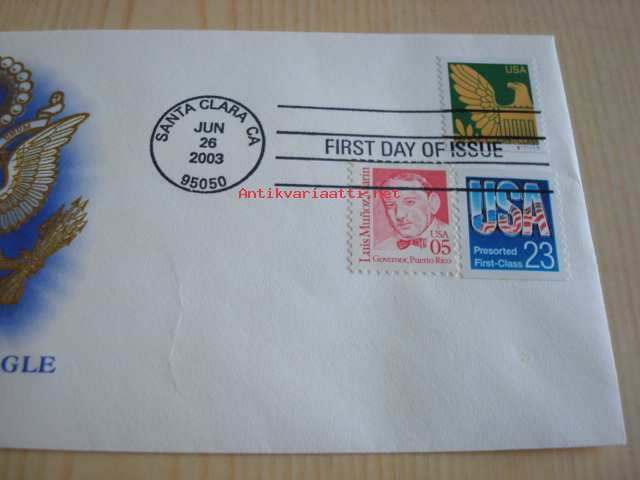 SANTA CLARA CA
JUN
26
2003
95050
FIRST DAY OF ISSUE
USA
Antikvariaatti.net
Luis Muñoz Marin
USA
05
Governor, Puerto Rico
USA
Presorted
First-Class
23
GLE